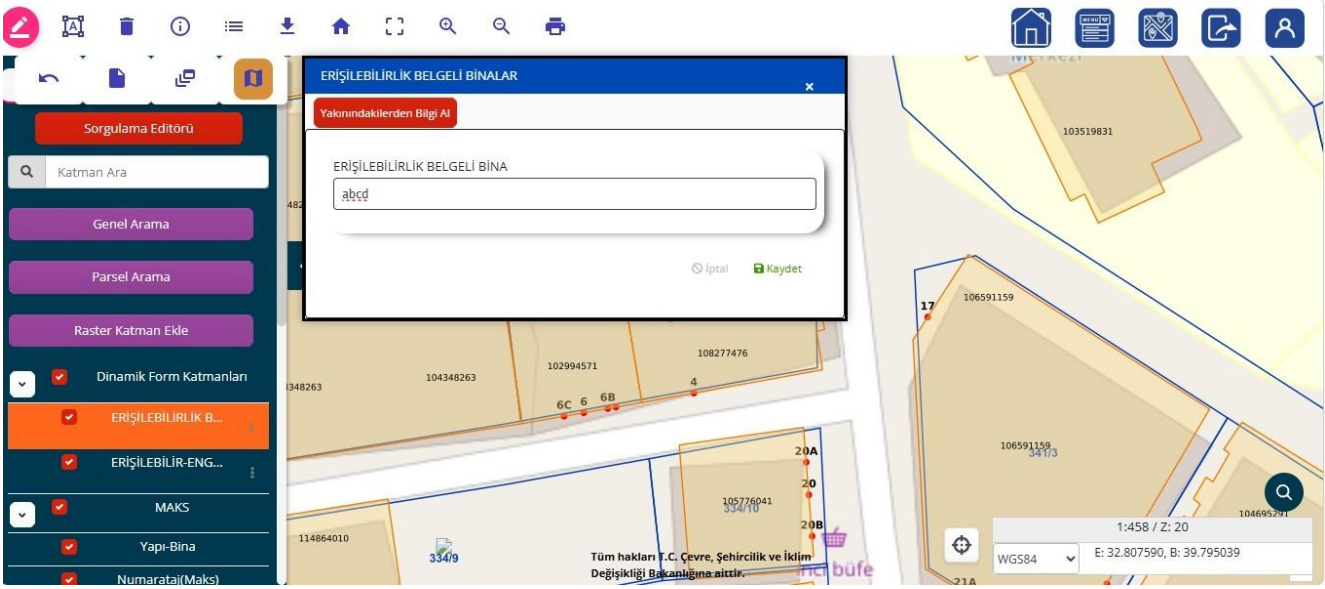 MENU
Merkezi
Sorgulama Editörü
Katman Ara
Genel Arama
Parsel Arama
Raster Katman Ekle
Dinamik Form Katmanları
ERİŞİLEBİLİRLİK B...
ERİŞİLEBİLİR-ENG...
MAKS
Yapı-Bina
Numarataj(Maks)
ERİŞİLEBİLİRLİK BELGELİ BİNALAR
×
Yakınındakilerden Bilgi Al
ERİŞİLEBİLİRLİK BELGELİ BİNA
abcd
İptal
Kaydet
103519831
482
17
106591159
108277476
102994571
104348263
4348263
4
6C 6 6B
106591159
341/3
20A
20
105776041
334/10
20B
114864010
334/9
Tüm hakları T.C. Çevre, Şehircilik ve İklim
Değişikliği Bakanlığına aittir.
inci büfe
104695291
1:458 / Z: 20
WGS84
E: 32.807590, B: 39.795039
21A